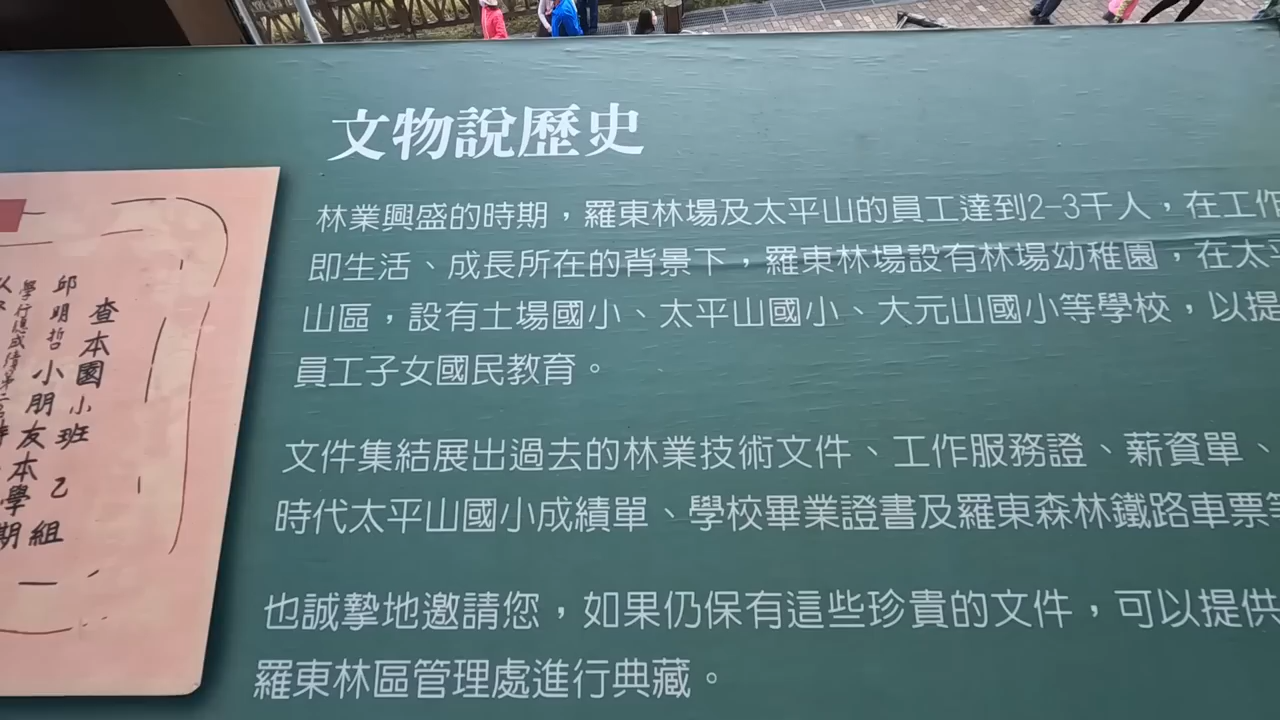 文物說歷史
林業興盛的時期，羅東林場及太平山的員工達到2-3千人，在工作
即生活、成長所在的背景下，羅東林場設有林場幼稚園，在太平
山區，設有土場國小、太平山國小、大元山國小等學校，以提
員工子女國民教育。
文件集結展出過去的林業技術文件、工作服務證、薪資單、
時代太平山國小成績單、學校畢業證書及羅東森林鐵路車票等
也誠摯地邀請您，如果仍保有這些珍貴的文件，可以提供
羅東林區管理處進行典藏。
查本園小班乙組
邱明哲小朋友本學期